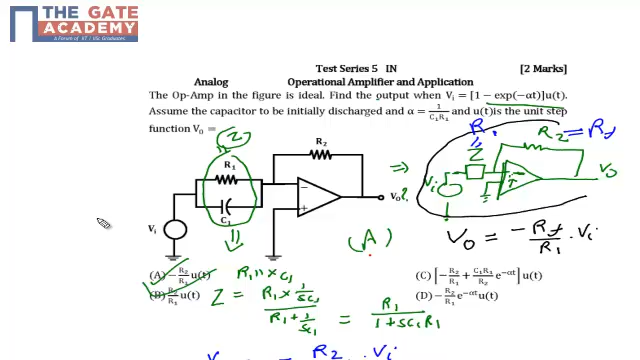 THE GATE
ACADEMY
A Forum of IIT / IISc Graduates
Test Series 5 IN [2 Marks]
Analog Operational Amplifier and Application
The Op-Amp in the figure is ideal. Find the output when Vi = [1 − exp(−αt)]u(t).
Assume the capacitor to be initially discharged and α = 1/C1R1 and u(t) is the unit step
function V0 =
Z
R1
C1
R2
Vi
V0 ?
⇒
R1
Z
R2 = Rf
Vi
V0
V0 = −Rf/R1 · Vi
(A)
(A) −R2/R1 u(t)
(B) R2/R1 u(t)
(C) [−R2/R1 + C1R1/R2 e−αt] u(t)
(D) −R2/R1 e−αt u(t)
R1 || XC1
Z = R1 × 1/SC1 / R1 + 1/SC1 = R1 / 1+SC1R1
R2 Vi